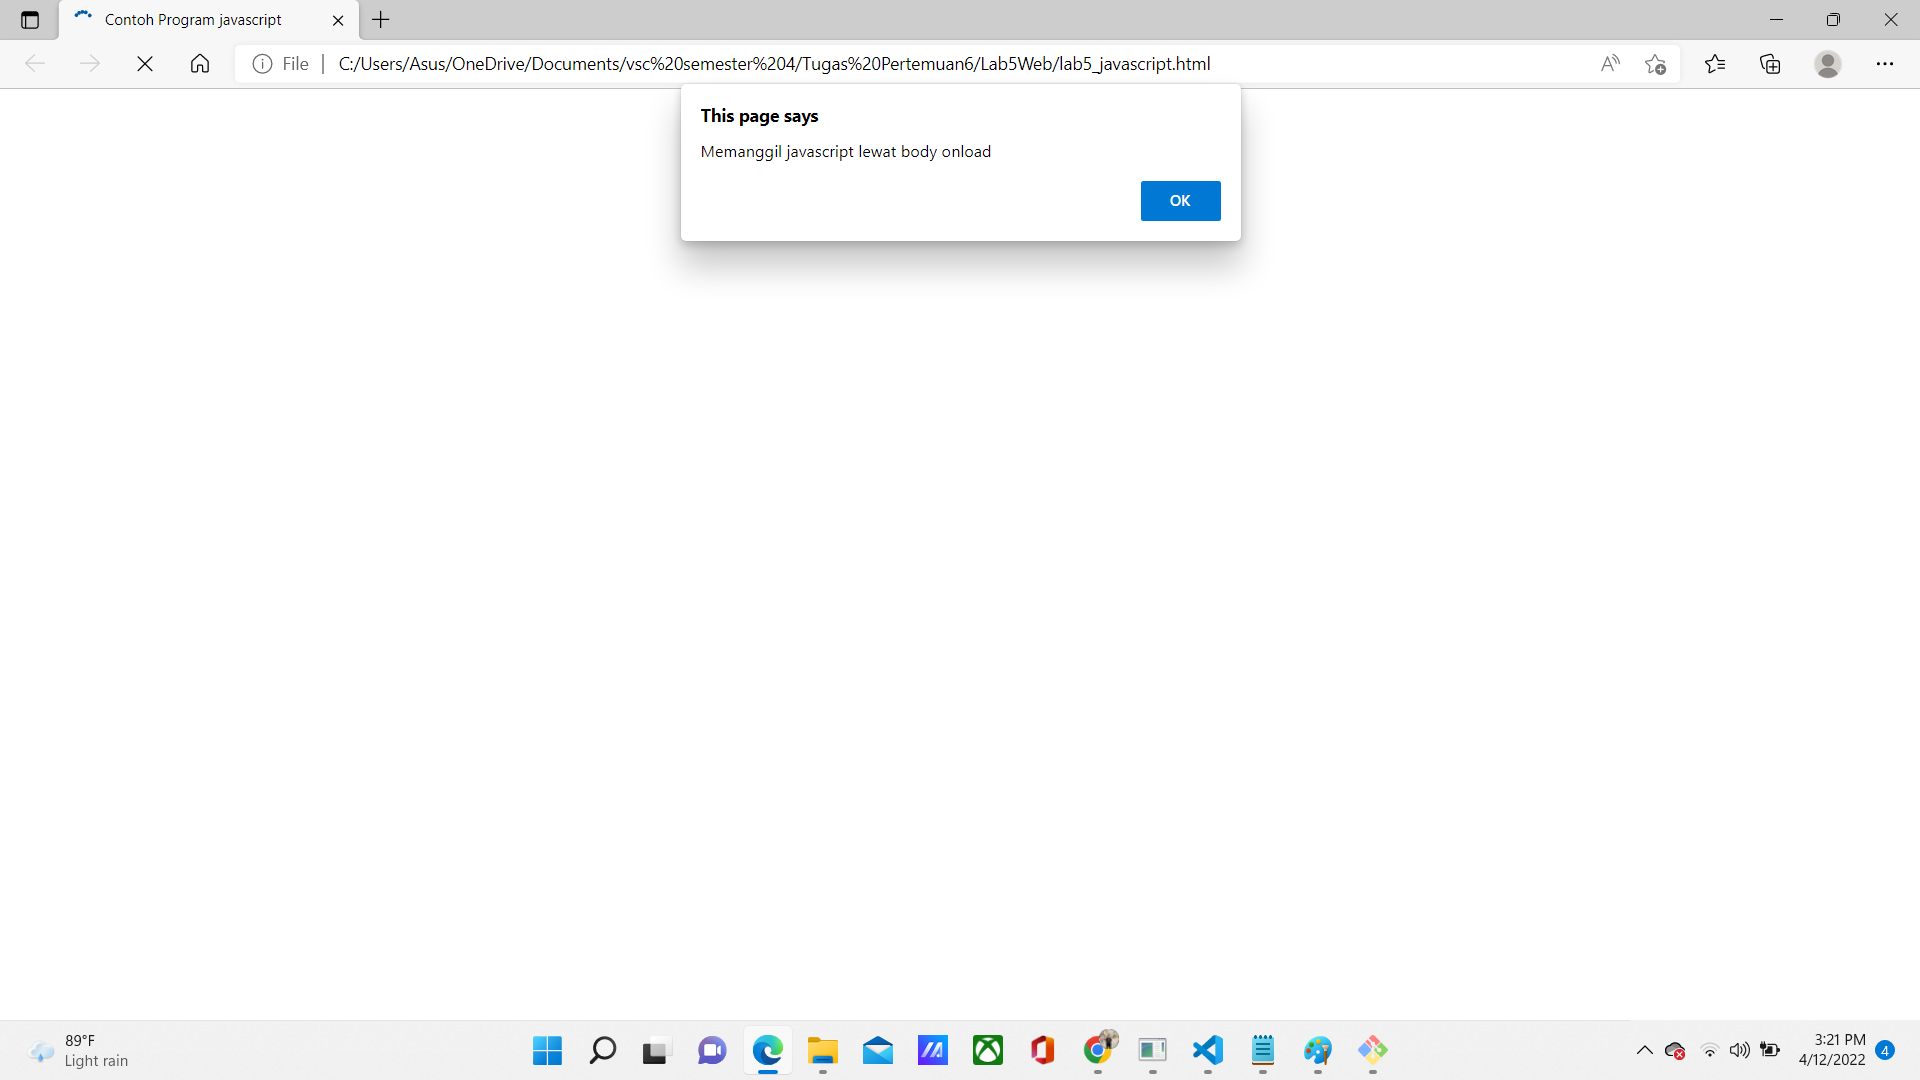 Contoh Program javascript
File
C:/Users/Asus/OneDrive/Documents/vsc%20semester%204/Tugas%20Pertemuan6/Lab5Web/lab5_javascript.html
This page says
Memanggil javascript lewat body onload
OK
89°F
Light rain
3:21 PM
4/12/2022
4